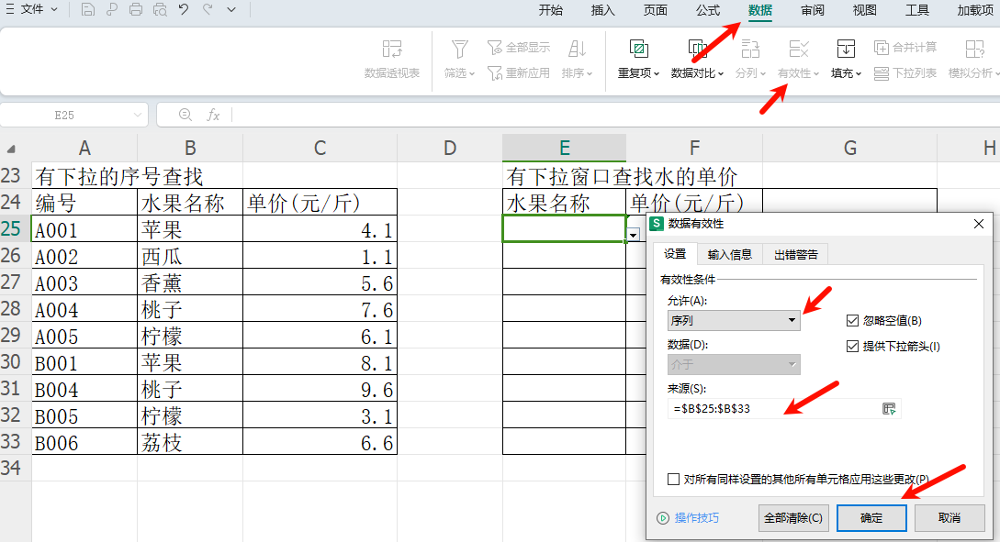 文件
开始 插入 页面 公式 数据 审阅 视图 工具 加载项
数据透视表 筛选 全部显示 重新应用 排序 重复项 数据对比 分列 有效性 填充 合并计算 下拉列表 模拟分析
E25 fx
A B C D E F G H
23 有下拉的序号查找 有下拉窗口查找水的单价
24 编号 水果名称 单价(元/斤) 水果名称 单价(元/斤)
25 A001 苹果 4.1
26 A002 西瓜 1.1
27 A003 香薰 5.6
28 A004 桃子 7.6
29 A005 柠檬 6.1
30 B001 苹果 8.1
31 B004 桃子 9.6
32 B005 柠檬 3.1
33 B006 荔枝 6.6
34
S 数据有效性
设置 输入信息 出错警告
有效性条件
允许(A):
序列 忽略空值(B)
数据(D): 提供下拉箭头(I)
介于
来源(S):
=$B$25:$B$33
对所有同样设置的其他所有单元格应用这些更改(P)
操作技巧 全部清除(C) 确定 取消